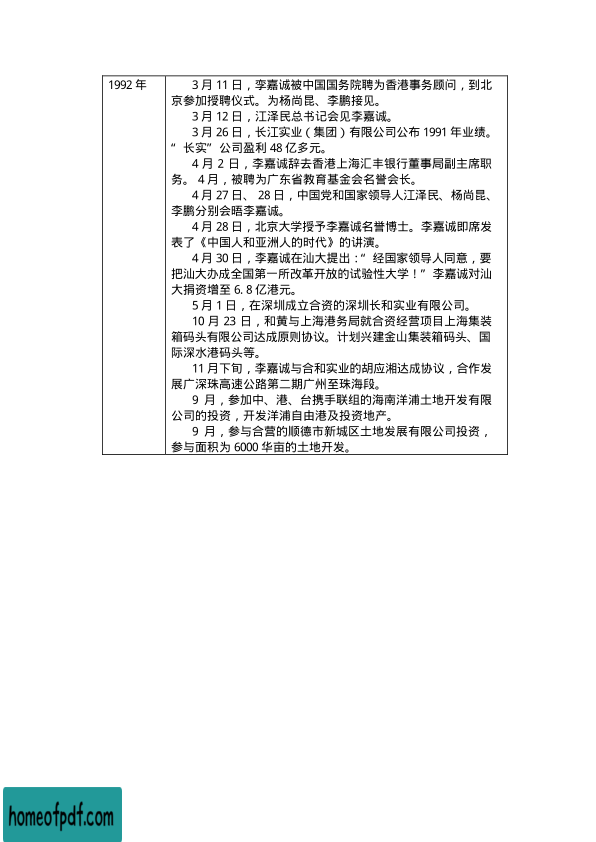 1992 年
3 月 11 日，李嘉诚被中国国务院聘为香港事务顾问，到北
京参加授聘仪式。为杨尚昆、李鹏接见。
3 月 12 日，江泽民总书记会见李嘉诚。
3 月 26 日，长江实业（集团）有限公司公布 1991 年业绩。
“长实”公司盈利 48 亿多元。
4 月 2 日，李嘉诚辞去香港上海汇丰银行董事局副主席职
务。 4 月，被聘为广东省教育基金会名誉会长。
4 月 27 日、 28 日，中国党和国家领导人江泽民、杨尚昆、
李鹏分别会晤李嘉诚。
4 月 28 日，北京大学授予李嘉诚名誉博士。李嘉诚即席发
表了《中国人和亚洲人的时代》的讲演。
4 月 30 日，李嘉诚在汕大提出：“经国家领导人同意，要
把汕大办成全国第一所改革开放的试验性大学！”李嘉诚对汕
大捐资增至 6. 8 亿港元。
5 月 1 日，在深圳成立合资的深圳长和实业有限公司。
10 月 23 日，和黄与上海港务局就合资经营项目上海集装
箱码头有限公司达成原则协议。计划兴建金山集装箱码头、国
际深水港码头等。
11 月下旬，李嘉诚与合和实业的胡应湘达成协议，合作发
展广深珠高速公路第二期广州至珠海段。
9 月，参加中、港、台携手联组的海南洋浦土地开发有限
公司的投资，开发洋浦自由港及投资地产。
9 月，参与合营的顺德市新城区土地发展有限公司投资，
参与面积为 6000 华亩的土地开发。
homeofpdf.com